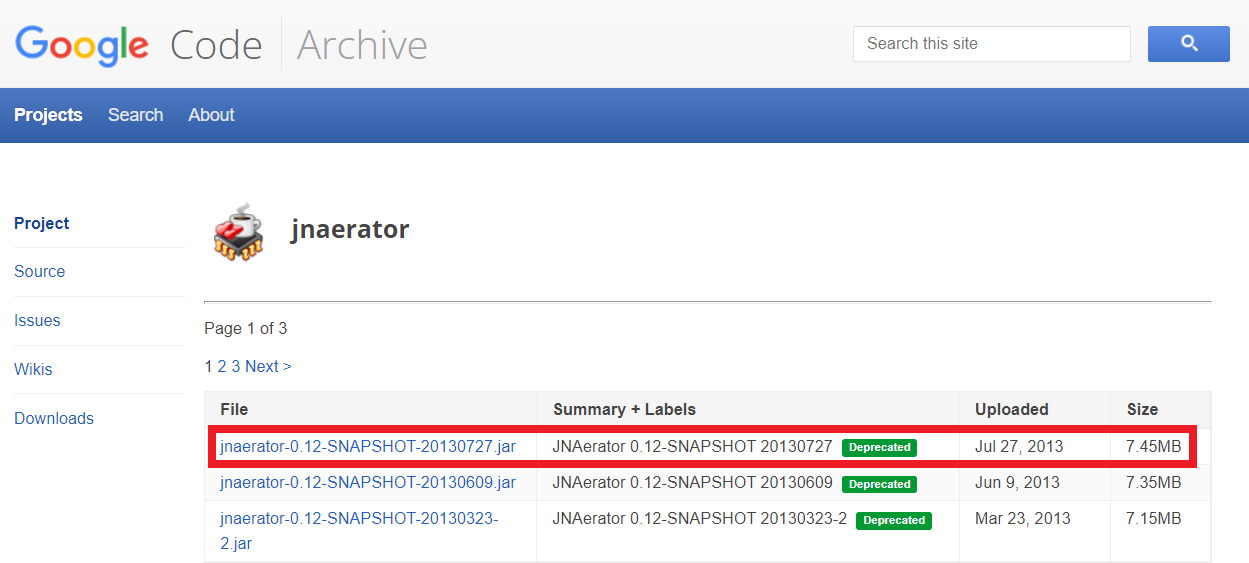 Google Code Archive
Search this site
Projects Search About
Project
Source
Issues
Wikis
Downloads
jnaerator
Page 1 of 3
1 2 3 Next >
File Summary + Labels Uploaded Size
jnaerator-0.12-SNAPSHOT-20130727.jar JNAerator 0.12-SNAPSHOT 20130727 Deprecated Jul 27, 2013 7.45MB
jnaerator-0.12-SNAPSHOT-20130609.jar JNAerator 0.12-SNAPSHOT 20130609 Deprecated Jun 9, 2013 7.35MB
jnaerator-0.12-SNAPSHOT-20130323- JNAerator 0.12-SNAPSHOT 20130323-2 Deprecated Mar 23, 2013 7.15MB
2.jar